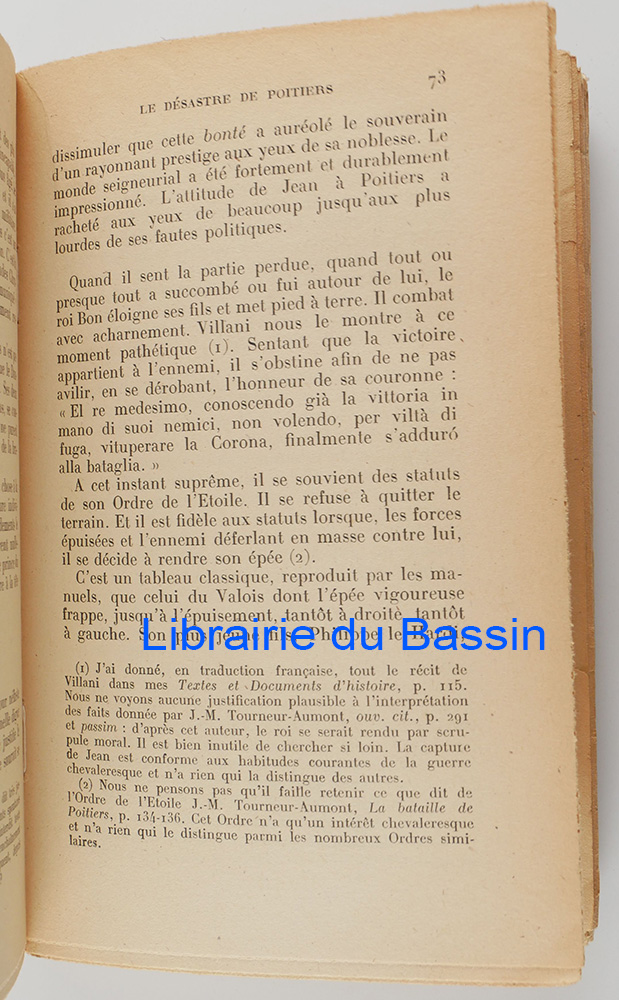 LE DÉSASTRE DE POITIERS 73
dissimuler que cette bonté a auréolé le souverain
d'un rayonnant prestige aux yeux de sa noblesse. Le
monde seigneurial a été fortement et durablement
impressionné. L'attitude de Jean à Poitiers a
racheté aux yeux de beaucoup jusqu'aux plus
lourdes de ses fautes politiques.
Quand il sent la partie perdue, quand tout ou
presque tout a succombé ou fui autour de lui, le
roi Bon éloigne ses fils et met pied à terre. Il combat
avec acharnement. Villani nous le montre à ce
moment pathétique (1). Sentant que la victoire
appartient à l'ennemi, il s'obstine afin de ne pas
avilir, en se dérobant, l'honneur de sa couronne :
« El re medesimo, conoscendo già la vittoria in
mano di suoi nemici, non volendo, per viltà di
fuga, vituperare la Corona, finalmente s'adduró
alla bataglia. »
A cet instant suprême, il se souvient des statuts
de son Ordre de l'Etoile. Il se refuse à quitter le
terrain. Et il est fidèle aux statuts lorsque, les forces
épuisées et l'ennemi déferlant en masse contre lui,
il se décide à rendre son épée (2).
C'est un tableau classique, reproduit par les ma-
nuels, que celui du Valois dont l'épée vigoureuse
frappe, jusqu'à l'épuisement, tantôt à droite, tantôt
à gauche. Son plus jeune fils, Philippe le Hardi,
Librairie du Bassin
(1) J'ai donné, en traduction française, tout le récit de
Villani dans mes Textes et Documents d'histoire, p. 115.
Nous ne voyons aucune justification plausible à l'interprétation
des faits donnée par J.-M. Tourneur-Aumont, ouv. cit., p. 291
et passim : d'après cet auteur, le roi se serait rendu par scru-
pule moral. Il est bien inutile de chercher si loin. La capture
de Jean est conforme aux habitudes courantes de la guerre
chevaleresque et n'a rien qui la distingue des autres.
(2) Nous ne pensons pas qu'il faille retenir ce que dit de
l'Ordre de l'Etoile J.-M. Tourneur-Aumont, La bataille de
Poitiers, p. 134-136. Cet Ordre n'a qu'un intérêt chevaleresque
et n'a rien qui le distingue parmi les nombreux Ordres simi-
laires.